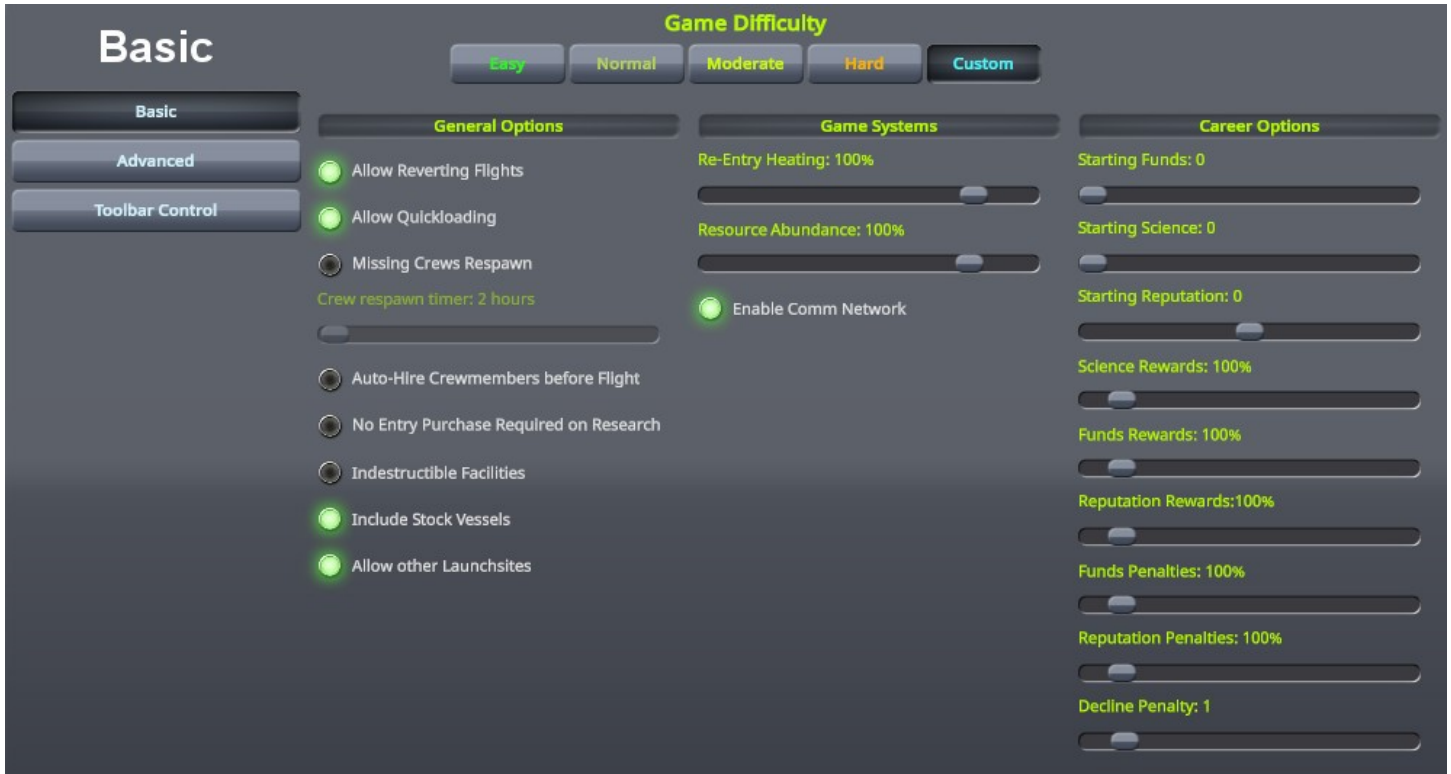 Basic
Game Difficulty
Easy
Normal
Moderate
Hard
Custom
Basic
Advanced
Toolbar Control
General Options
Allow Reverting Flights
Allow Quickloading
Missing Crews Respawn
Crew respawn timer: 2 hours
Auto-Hire Crewmembers before Flight
No Entry Purchase Required on Research
Indestructible Facilities
Include Stock Vessels
Allow other Launchsites
Game Systems
Re-Entry Heating: 100%
Resource Abundance: 100%
Enable Comm Network
Career Options
Starting Funds: 0
Starting Science: 0
Starting Reputation: 0
Science Rewards: 100%
Funds Rewards: 100%
Reputation Rewards:100%
Funds Penalties: 100%
Reputation Penalties: 100%
Decline Penalty: 1